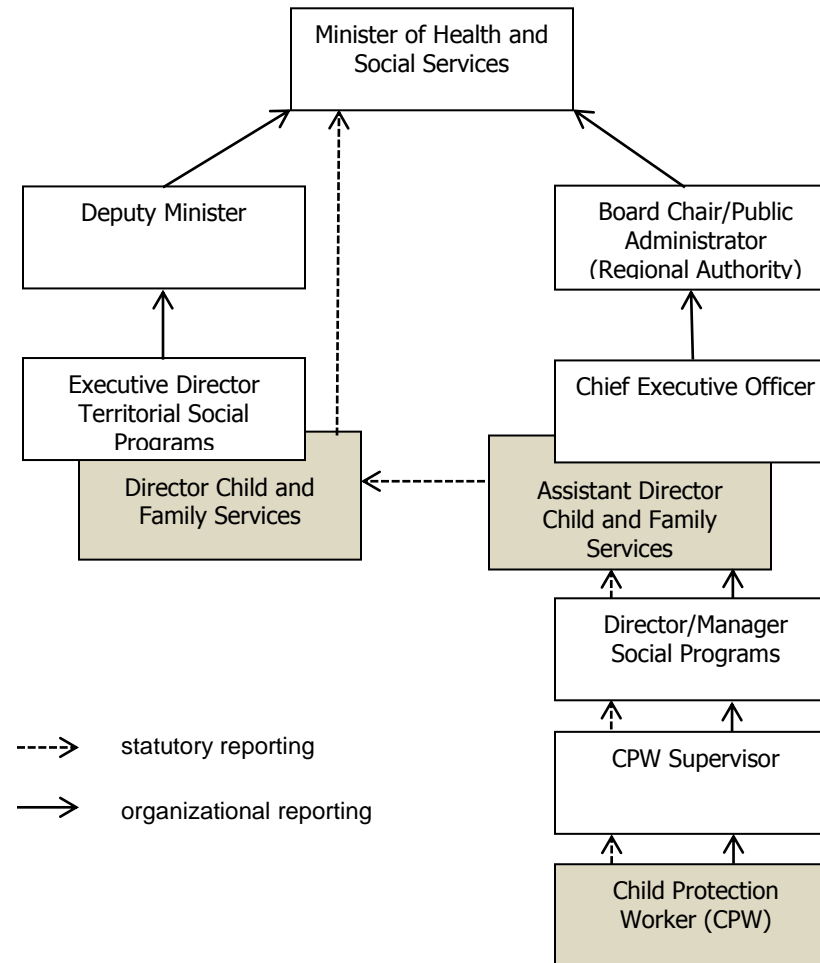 Minister of Health and
Social Services
Deputy Minister
Board Chair/Public
Administrator
(Regional Authority)
Executive Director
Territorial Social
Programs
Chief Executive Officer
Director Child and
Family Services
Assistant Director
Child and Family
Services
Director/Manager
Social Programs
statutory reporting
CPW Supervisor
organizational reporting
Child Protection
Worker (CPW)